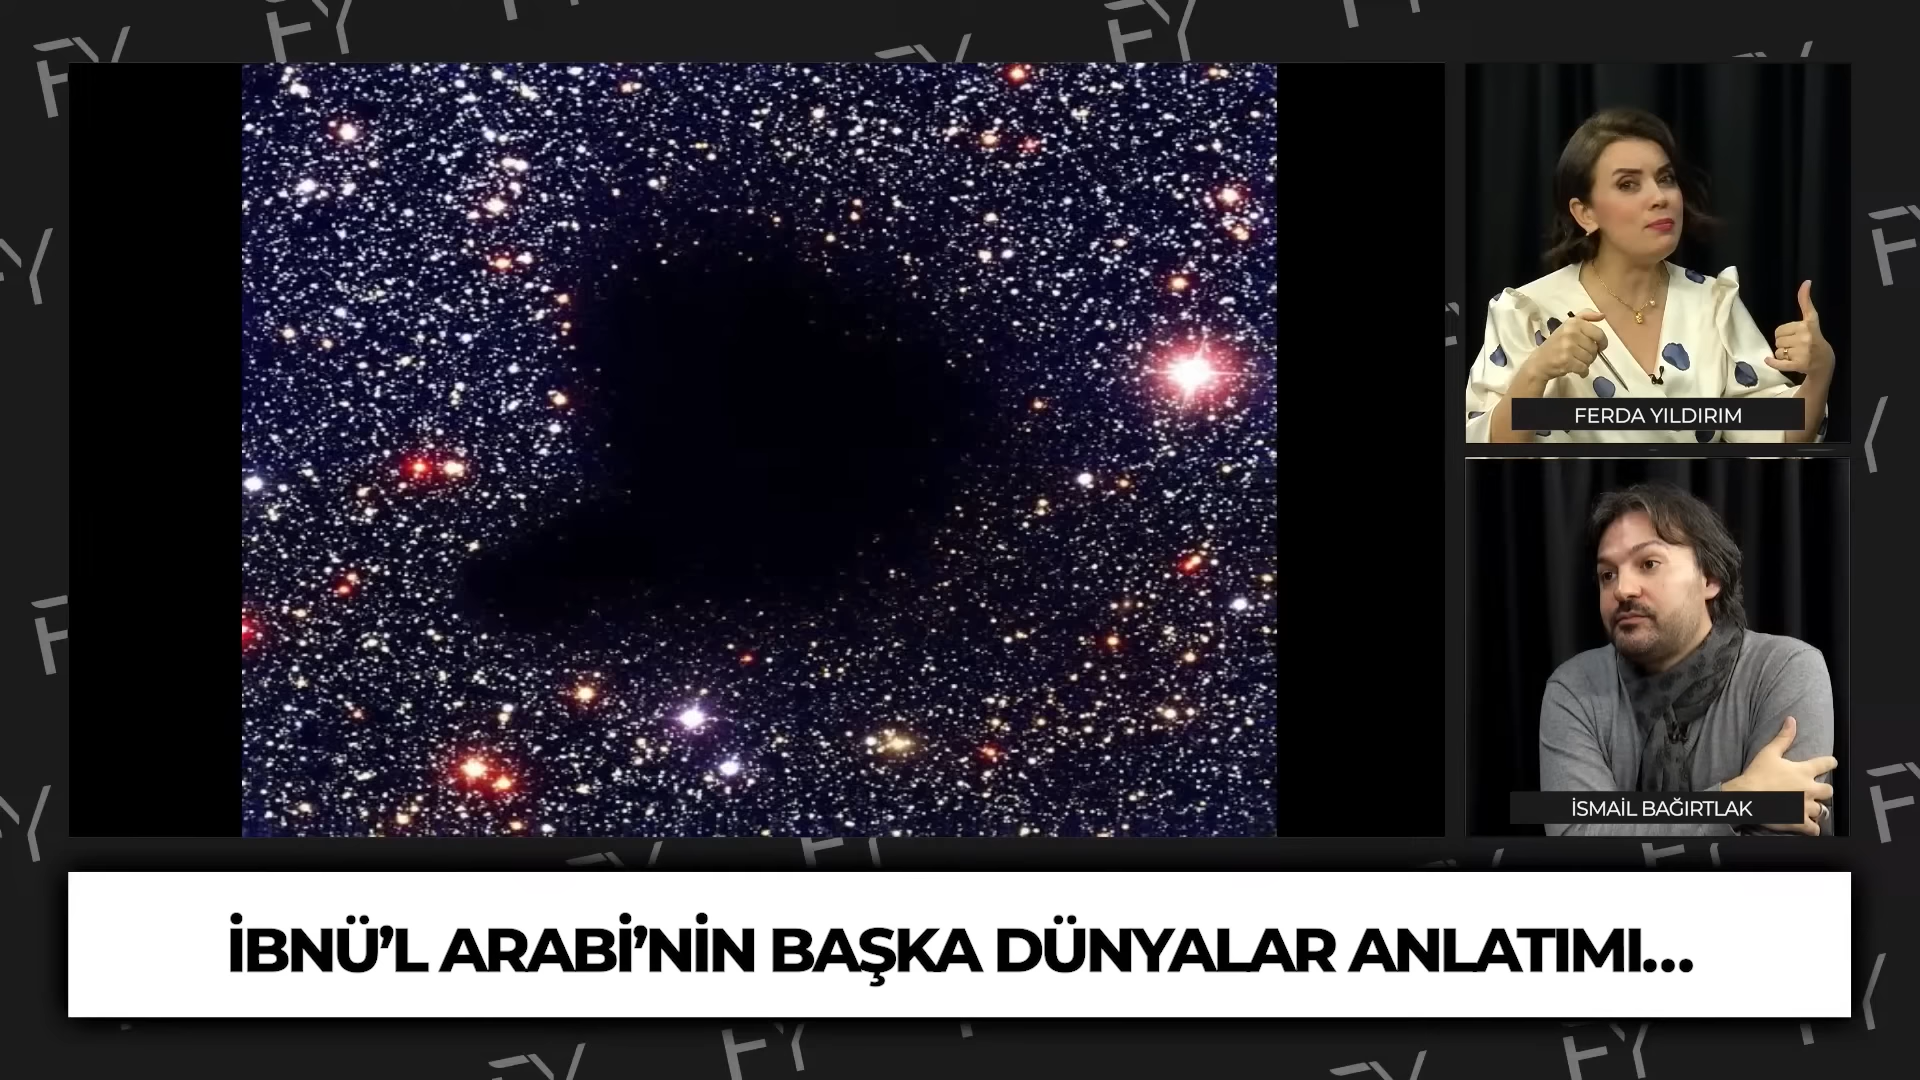 FERDA YILDIRIM
İSMAİL BAĞIRTLAK
İBNÜ’L ARABİ’NİN BAŞKA DÜNYALAR ANLATIMI...